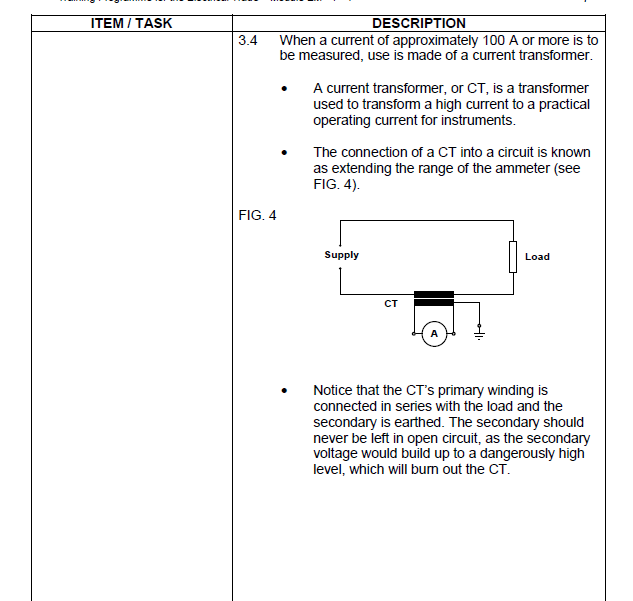 ITEM / TASK
DESCRIPTION
3.4 When a current of approximately 100 A or more is to
be measured, use is made of a current transformer.
• A current transformer, or CT, is a transformer
used to transform a high current to a practical
operating current for instruments.
• The connection of a CT into a circuit is known
as extending the range of the ammeter (see
FIG. 4).
FIG. 4
Supply
Load
CT
A
• Notice that the CT's primary winding is
connected in series with the load and the
secondary is earthed. The secondary should
never be left in open circuit, as the secondary
voltage would build up to a dangerously high
level, which will burn out the CT.